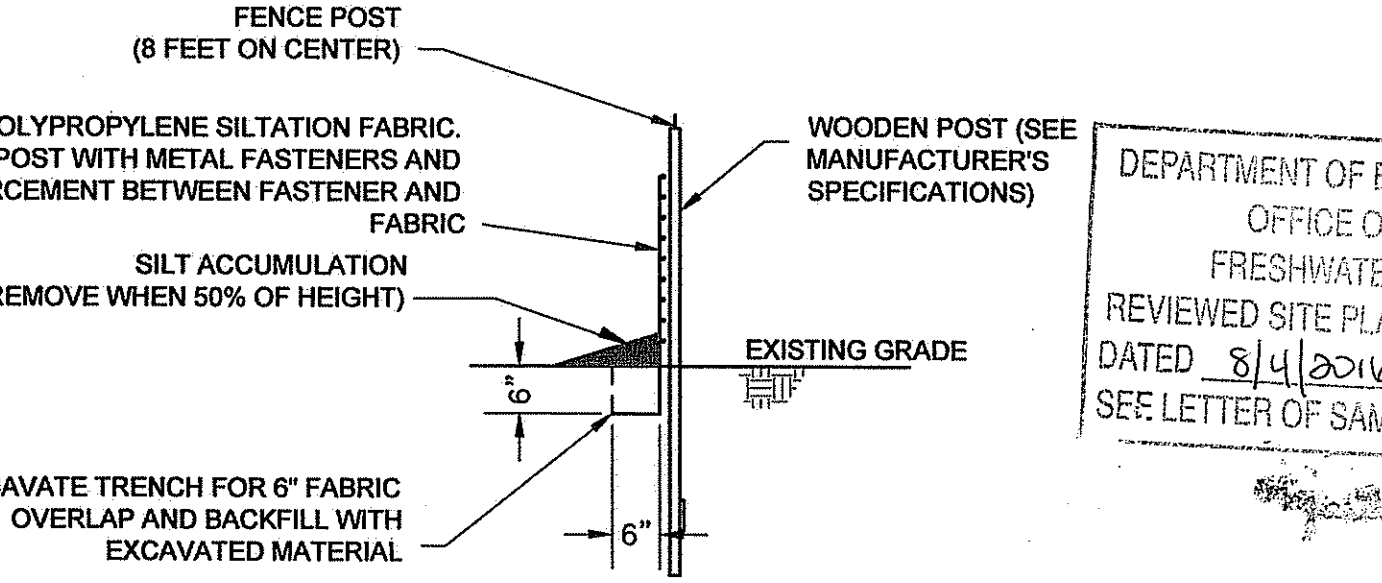 FENCE POST
(8 FEET ON CENTER)
OLYPROPYLENE SILTATION FABRIC.
POST WITH METAL FASTENERS AND
RCEMENT BETWEEN FASTENER AND
FABRIC
SILT ACCUMULATION
REMOVE WHEN 50% OF HEIGHT)
6"
AVATE TRENCH FOR 6" FABRIC
OVERLAP AND BACKFILL WITH
EXCAVATED MATERIAL
6"
WOODEN POST (SEE
MANUFACTURER'S
SPECIFICATIONS)
EXISTING GRADE
DEPARTMENT OF E
OFFICE O
FRESHWATE
REVIEWED SITE PLA
DATED 8/4/2016
SEE LETTER OF SAM